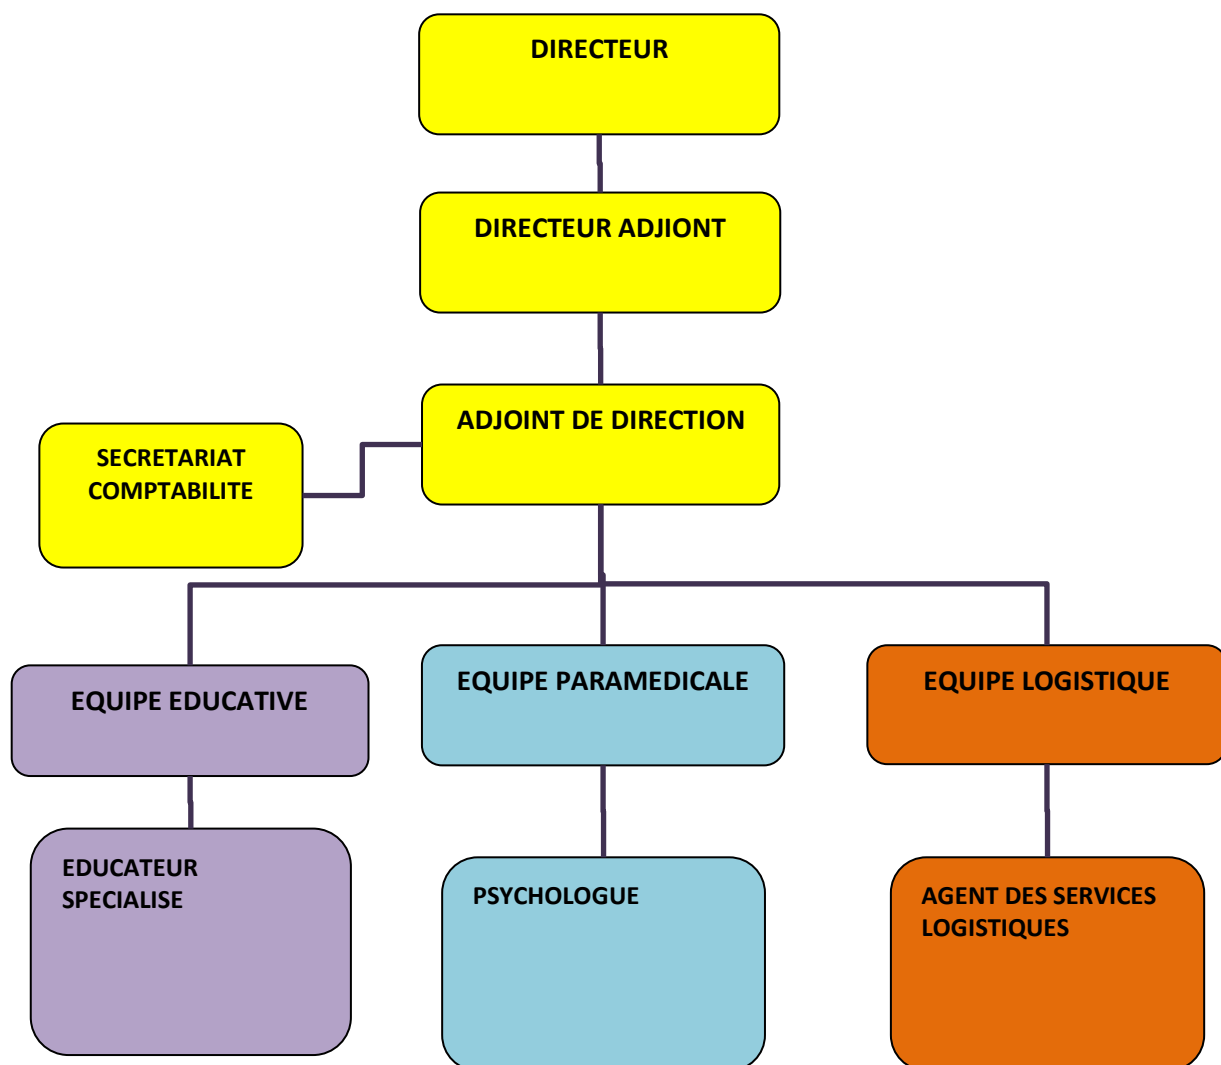 DIRECTEUR
DIRECTEUR ADJIONT
ADJOINT DE DIRECTION
SECRETARIAT
COMPTABILITE
EQUIPE EDUCATIVE
EQUIPE PARAMEDICALE
EQUIPE LOGISTIQUE
EDUCATEUR
SPECIALISE
PSYCHOLOGUE
AGENT DES SERVICES
LOGISTIQUES